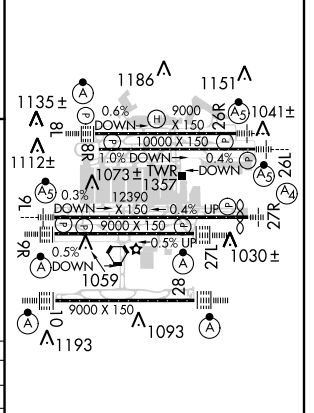 1186
1151
1135 ±
A
P
0.6%
H
9000
A5
1041 ±
DOWN → X 150
26R
8L
1112 ±
8R
P
10000 X 150
P
26L
1.0% DOWN →
0.4%
A5
1073 ±
TWR
1357
→ DOWN
A5
A4
9L
0.3%
12390
P
DOWN → X 150 ← 0.4% UP
27R
P
P
9000 X 150
P
9R
← 0.5% UP
27L
1030 ±
A
0.5%
DOWN
A
1059
28
10
9000 X 150
A
1093
A
1193